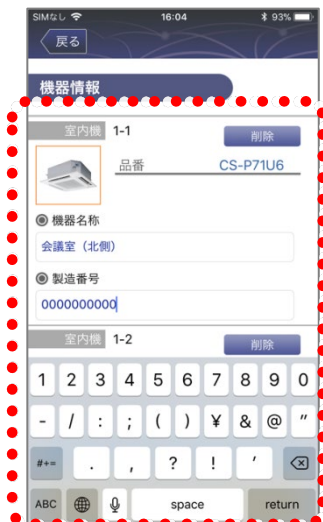 SIMなし 16:04 93%
戻る
機器情報
室内機 1-1 削除
品番 CS-P71U6
機器名称
会議室（北側）
製造番号
0000000000
室内機 1-2 削除
1 2 3 4 5 6 7 8 9 0
- / : ; ( ) ¥ & @ "
#+= . , ? ! ’
ABC space return